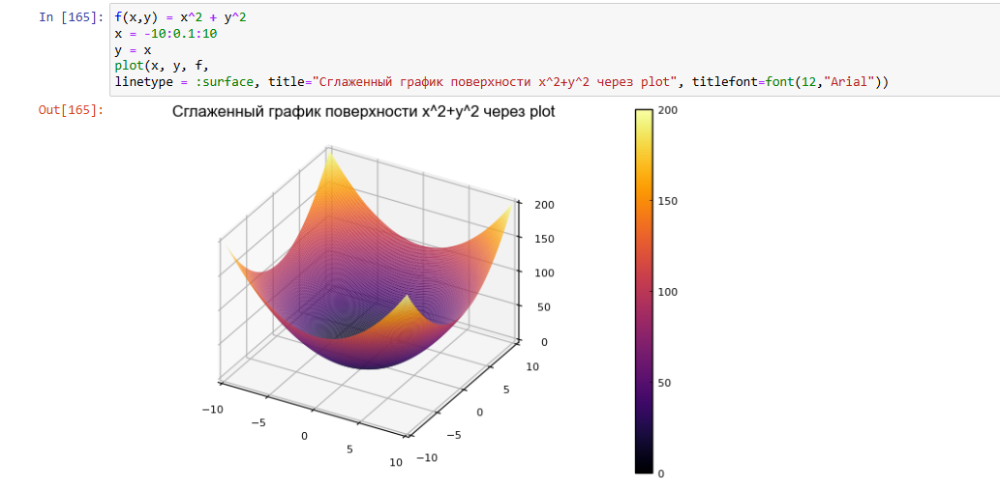 In [165]: f(x,y) = x^2 + y^2
x = -10:0.1:10
y = x
plot(x, y, f,
linetype = :surface, title="Сглаженный график поверхности x^2+y^2 через plot", titlefont=font(12,"Arial"))
Out[165]:
Сглаженный график поверхности x^2+y^2 через plot
200
150
100
50
0
10
5
0
−5
−10
−10
−5
0
5
10
200
150
100
50
0